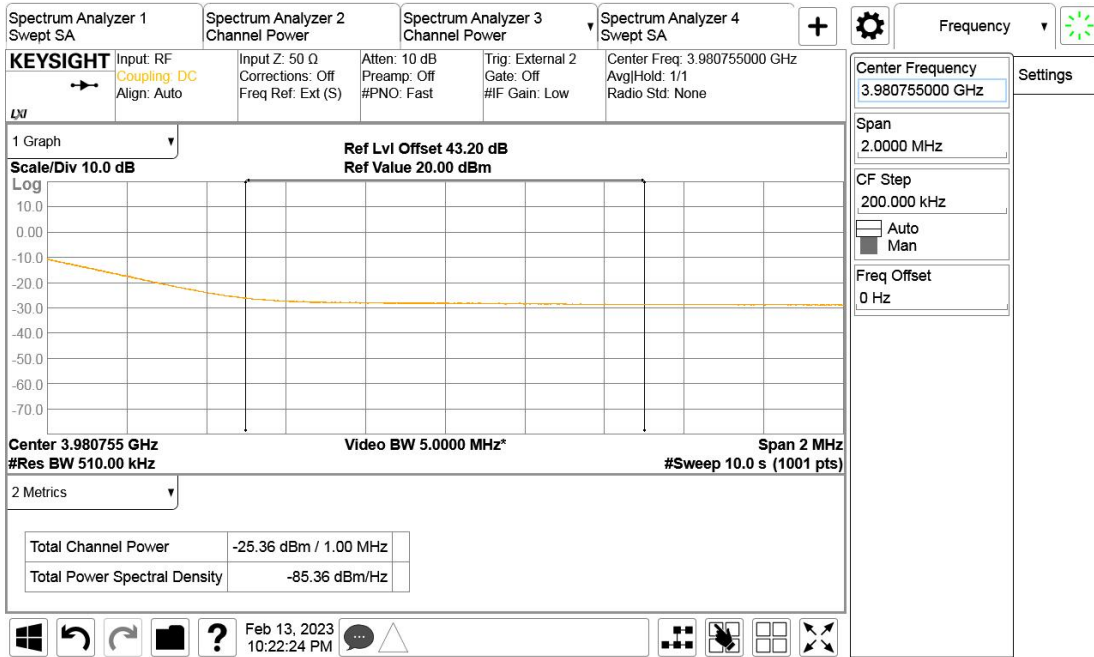 Spectrum Analyzer 1
Swept SA
Spectrum Analyzer 2
Channel Power
Spectrum Analyzer 3
Channel Power
Spectrum Analyzer 4
Swept SA
Frequency
KEYSIGHT
LXI
Input: RF
Coupling: DC
Align: Auto
Input Z: 50 Ω
Corrections: Off
Freq Ref: Ext (S)
Atten: 10 dB
Preamp: Off
#PNO: Fast
Trig: External 2
Gate: Off
#IF Gain: Low
Center Freq: 3.980755000 GHz
Avg|Hold: 1/1
Radio Std: None
Center Frequency
3.980755000 GHz
Settings
Span
2.0000 MHz
CF Step
200.000 kHz
Auto
Man
Freq Offset
0 Hz
1 Graph
Scale/Div 10.0 dB
Ref Lvl Offset 43.20 dB
Ref Value 20.00 dBm
Log
10.0
0.00
-10.0
-20.0
-30.0
-40.0
-50.0
-60.0
-70.0
Center 3.980755 GHz
#Res BW 510.00 kHz
Video BW 5.0000 MHz*
Span 2 MHz
#Sweep 10.0 s (1001 pts)
2 Metrics
Total Channel Power -25.36 dBm / 1.00 MHz
Total Power Spectral Density -85.36 dBm/Hz
?
Feb 13, 2023
10:22:24 PM